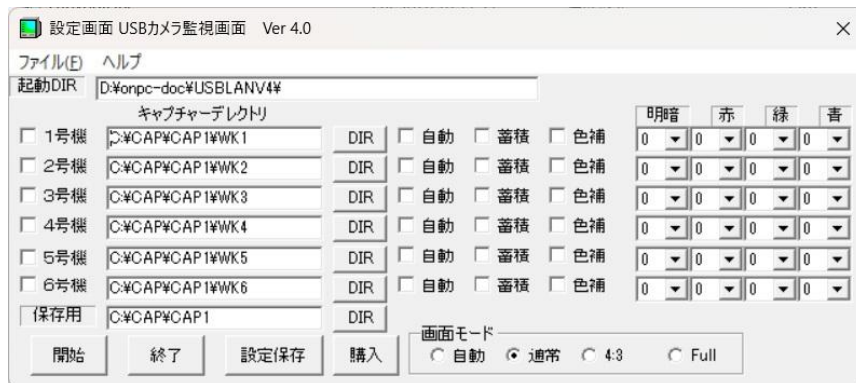 設定画面 USBカメラ監視画面 Ver 4.0
ファイル(F) ヘルプ
起動DIR D:¥onpc-doc¥USBLANV4¥
キャプチャーデレクトリ 明暗 赤 緑 青
1号機 C:¥CAP¥CAP1¥WK1 DIR 自動 蓄積 色補 0 0 0 0
2号機 C:¥CAP¥CAP1¥WK2 DIR 自動 蓄積 色補 0 0 0 0
3号機 C:¥CAP¥CAP1¥WK3 DIR 自動 蓄積 色補 0 0 0 0
4号機 C:¥CAP¥CAP1¥WK4 DIR 自動 蓄積 色補 0 0 0 0
5号機 C:¥CAP¥CAP1¥WK5 DIR 自動 蓄積 色補 0 0 0 0
6号機 C:¥CAP¥CAP1¥WK6 DIR 自動 蓄積 色補 0 0 0 0
保存用 C:¥CAP¥CAP1 DIR
画面モード
開始 終了 設定保存 購入 自動 通常 4:3 Full